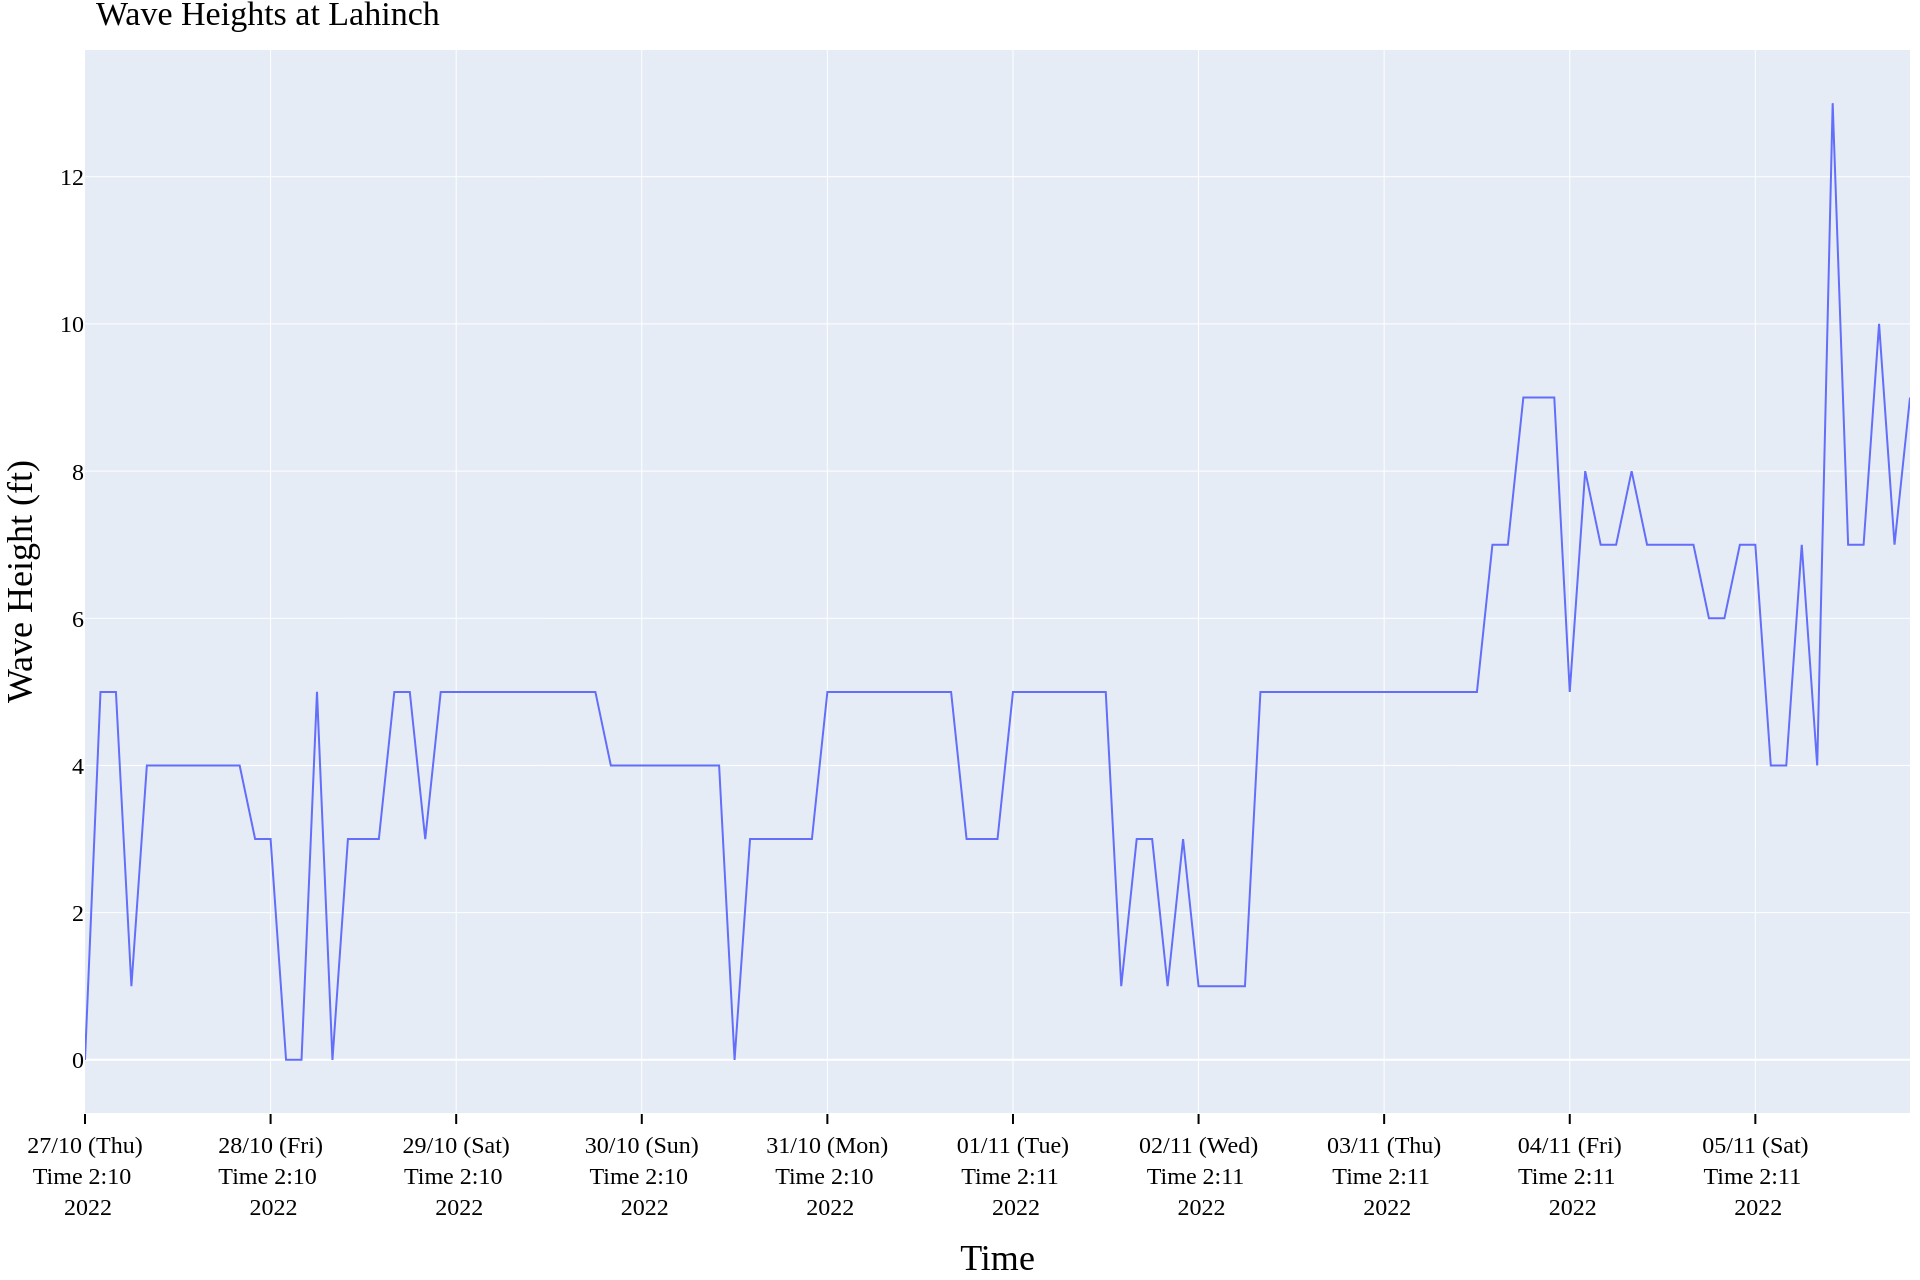 Wave Heights at Lahinch
Wave Height (ft)
12
10
8
6
4
2
0
27/10 (Thu) 28/10 (Fri) 29/10 (Sat) 30/10 (Sun) 31/10 (Mon) 01/11 (Tue) 02/11 (Wed) 03/11 (Thu) 04/11 (Fri) 05/11 (Sat)
Time 2:10 Time 2:10 Time 2:10 Time 2:10 Time 2:10 Time 2:11 Time 2:11 Time 2:11 Time 2:11 Time 2:11
2022 2022 2022 2022 2022 2022 2022 2022 2022 2022
Time